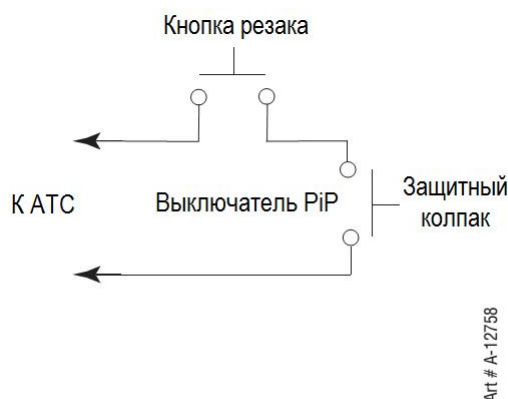 Кнопка резака
К АТС
Выключатель PiP
Защитный
колпак
Art # A-12758